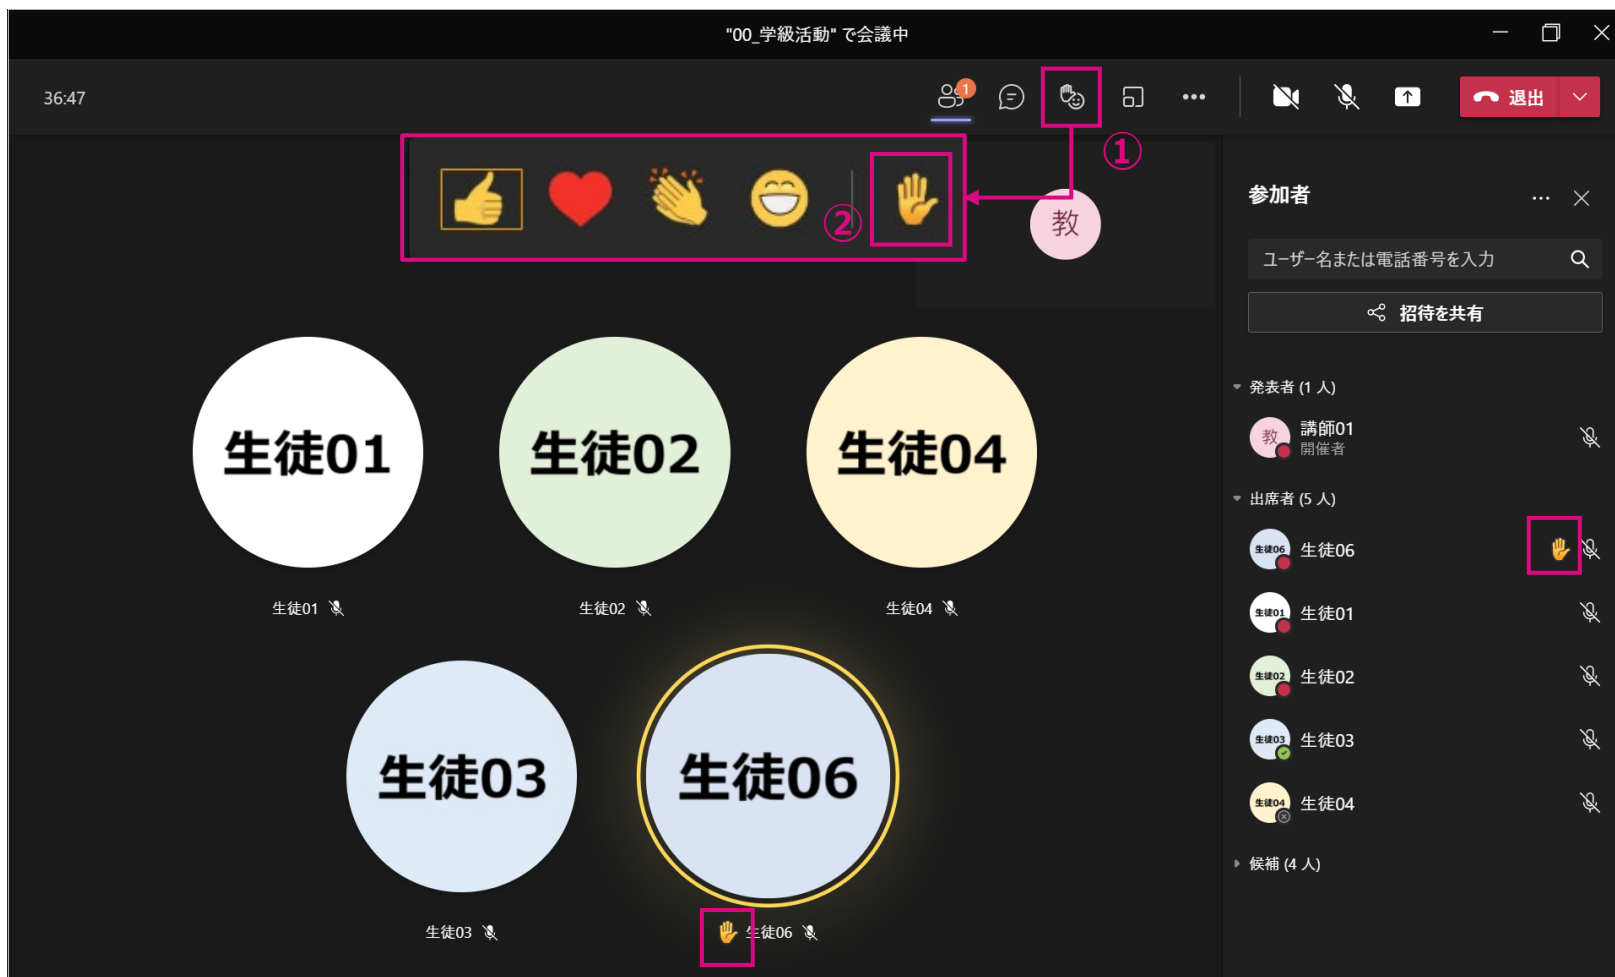 "00_学級活動" で会議中
36:47
1
退出
①
②
教
参加者
ユーザー名または電話番号を入力
招待を共有
生徒01
生徒02
生徒04
生徒01
生徒02
生徒04
生徒03
生徒06
生徒03
生徒06
発表者 (1 人)
教
講師01
開催者
出席者 (5 人)
生徒06
生徒06
生徒01
生徒01
生徒02
生徒02
生徒03
生徒03
生徒04
生徒04
候補 (4 人)